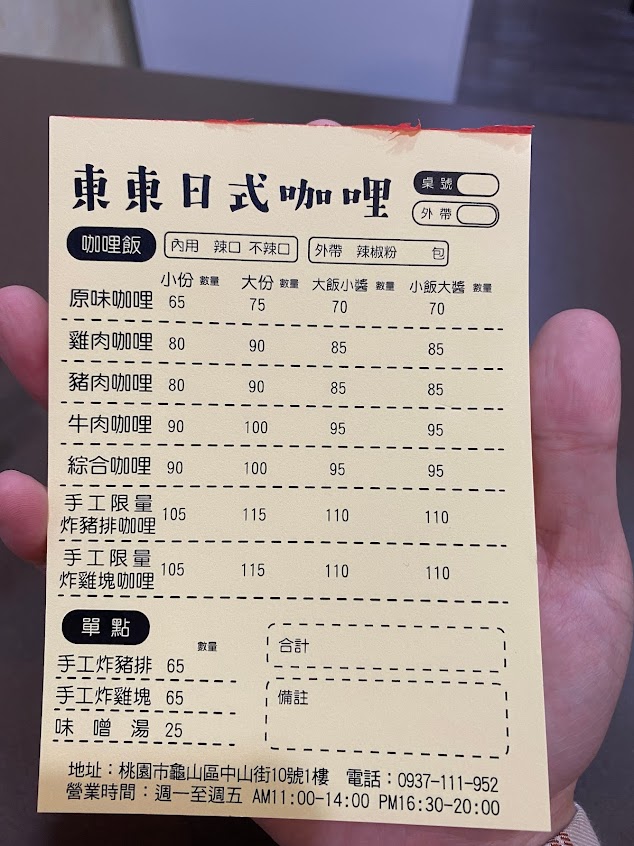 東東日式咖哩
桌號
外帶
咖哩飯 內用 辣口 不辣口 外帶 辣椒粉 包
小份 數量 大份 數量 大飯小醬 數量 小飯大醬 數量
原味咖哩 65 75 70 70
雞肉咖哩 80 90 85 85
豬肉咖哩 80 90 85 85
牛肉咖哩 90 100 95 95
綜合咖哩 90 100 95 95
手工限量
炸豬排咖哩 105 115 110 110
手工限量
炸雞塊咖哩 105 115 110 110
單點
數量
手工炸豬排 65
手工炸雞塊 65
味噌湯 25
合計
備註
地址：桃園市龜山區中山街10號1樓 電話：0937-111-952
營業時間：週一至週五 AM11:00-14:00 PM16:30-20:00